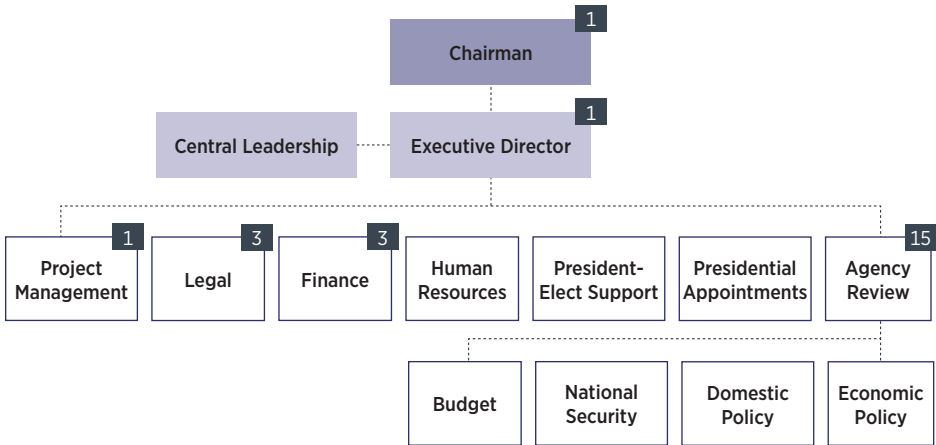 1
Chairman
1
Central Leadership
Executive Director
1
3
3
15
Project
Management
Legal
Finance
Human
Resources
President-
Elect Support
Presidential
Appointments
Agency
Review
Budget
National
Security
Domestic
Policy
Economic
Policy